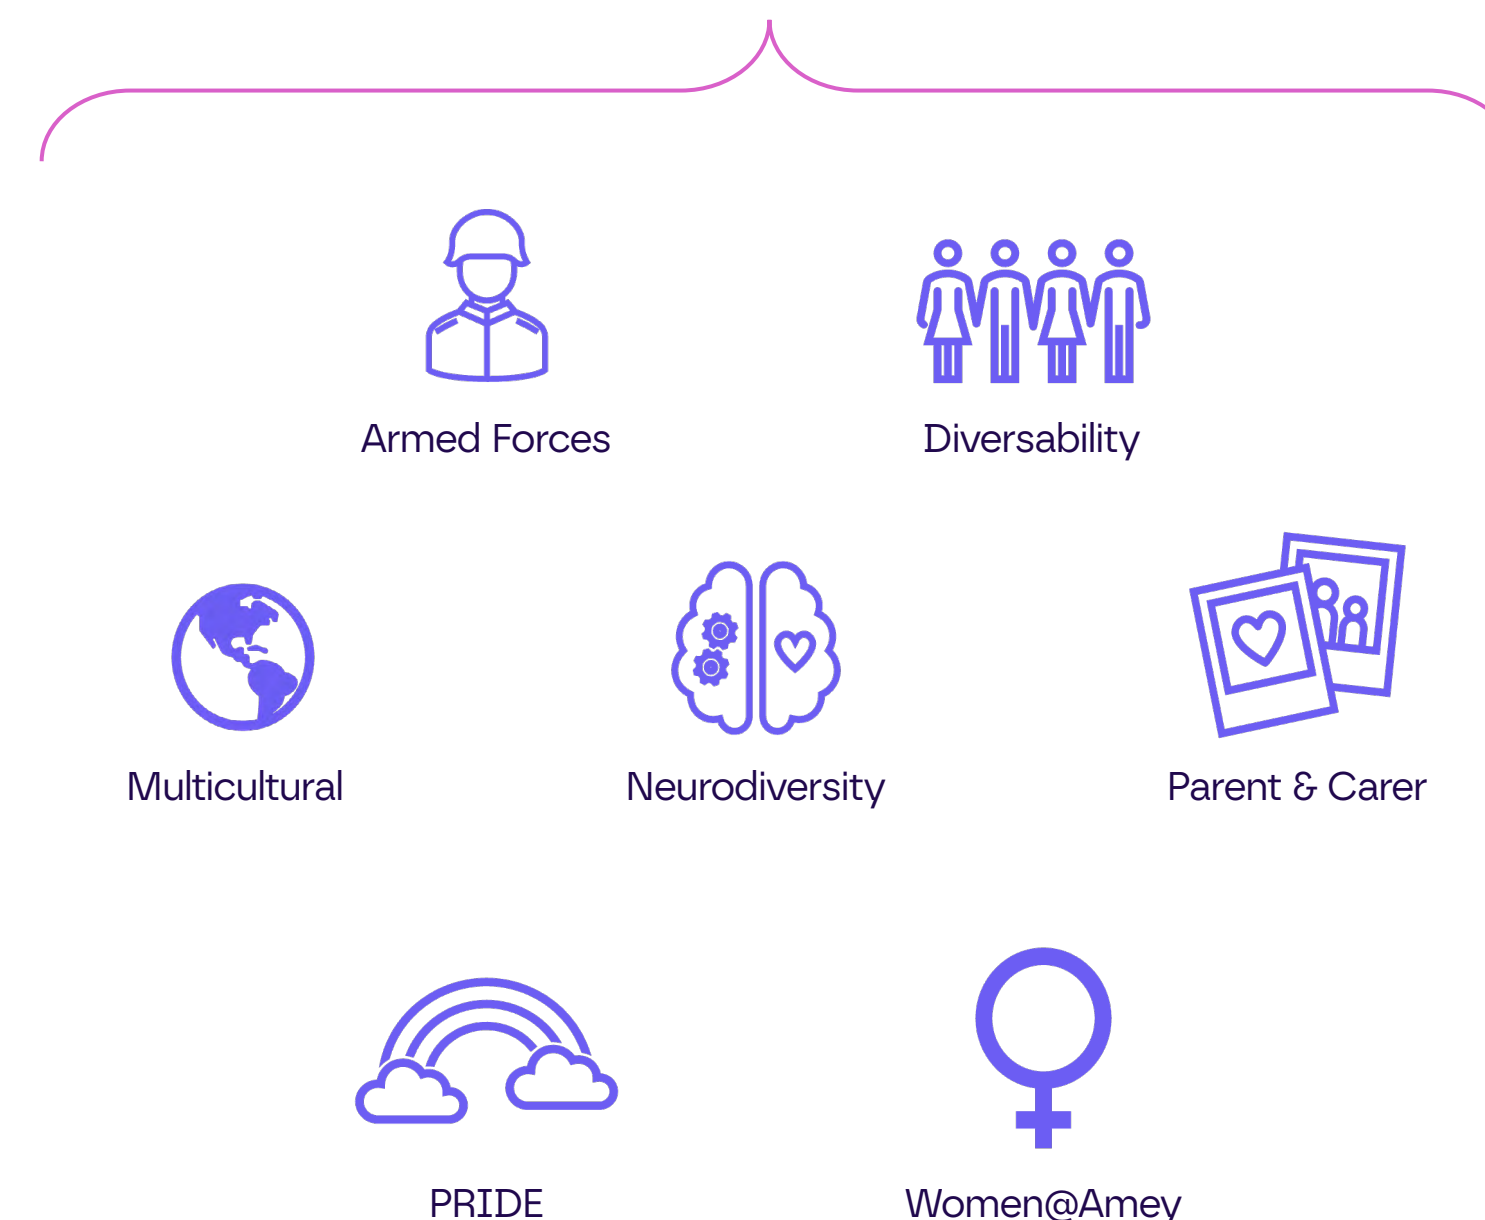 Armed Forces
Diversability
Multicultural
Neurodiversity
Parent & Carer
PRIDE
Women@Amey